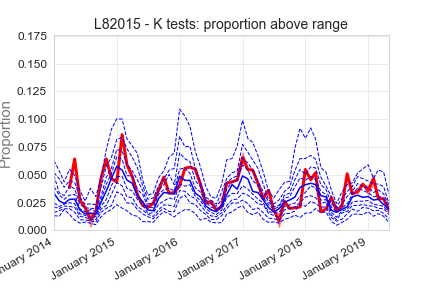 L82015 - K tests: proportion above range
Proportion
0.175
0.150
0.125
0.100
0.075
0.050
0.025
0.000
2014
January 2015
January 2016
January 2017
January 2018
January 2019